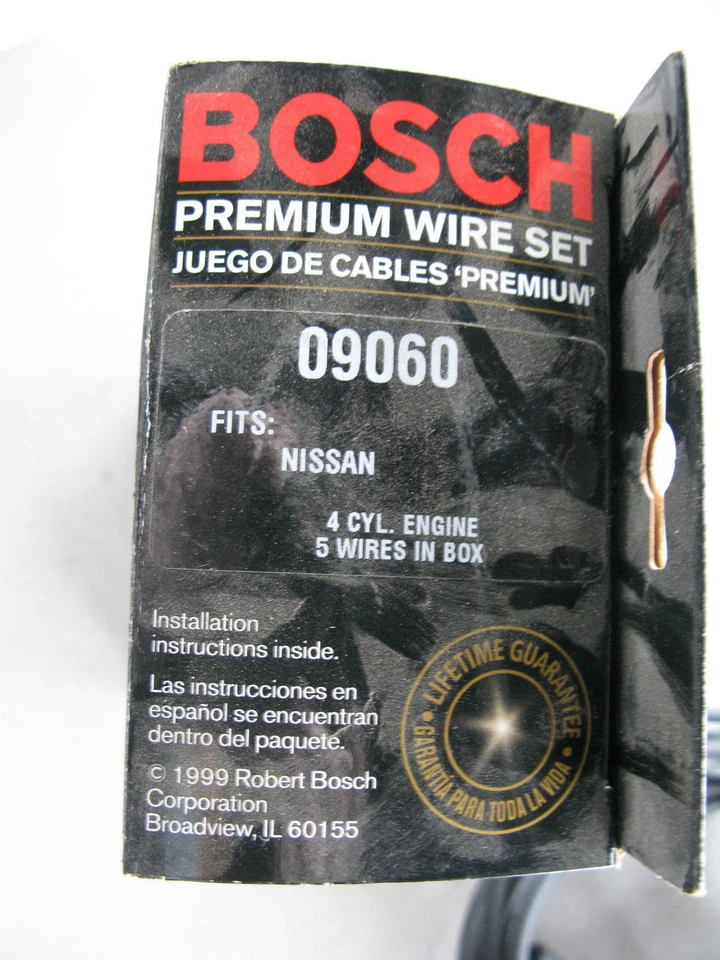 BOSCH
PREMIUM WIRE SET
JUEGO DE CABLES 'PREMIUM'
09060
FITS:
NISSAN
4 CYL. ENGINE
5 WIRES IN BOX
Installation
instructions inside.
Las instrucciones en
español se encuentran
dentro del paquete.
© 1999 Robert Bosch
Corporation
Broadview, IL 60155
• LIFETIME GUARANTEE •
GARANTÍA PARA TODA LA VIDA